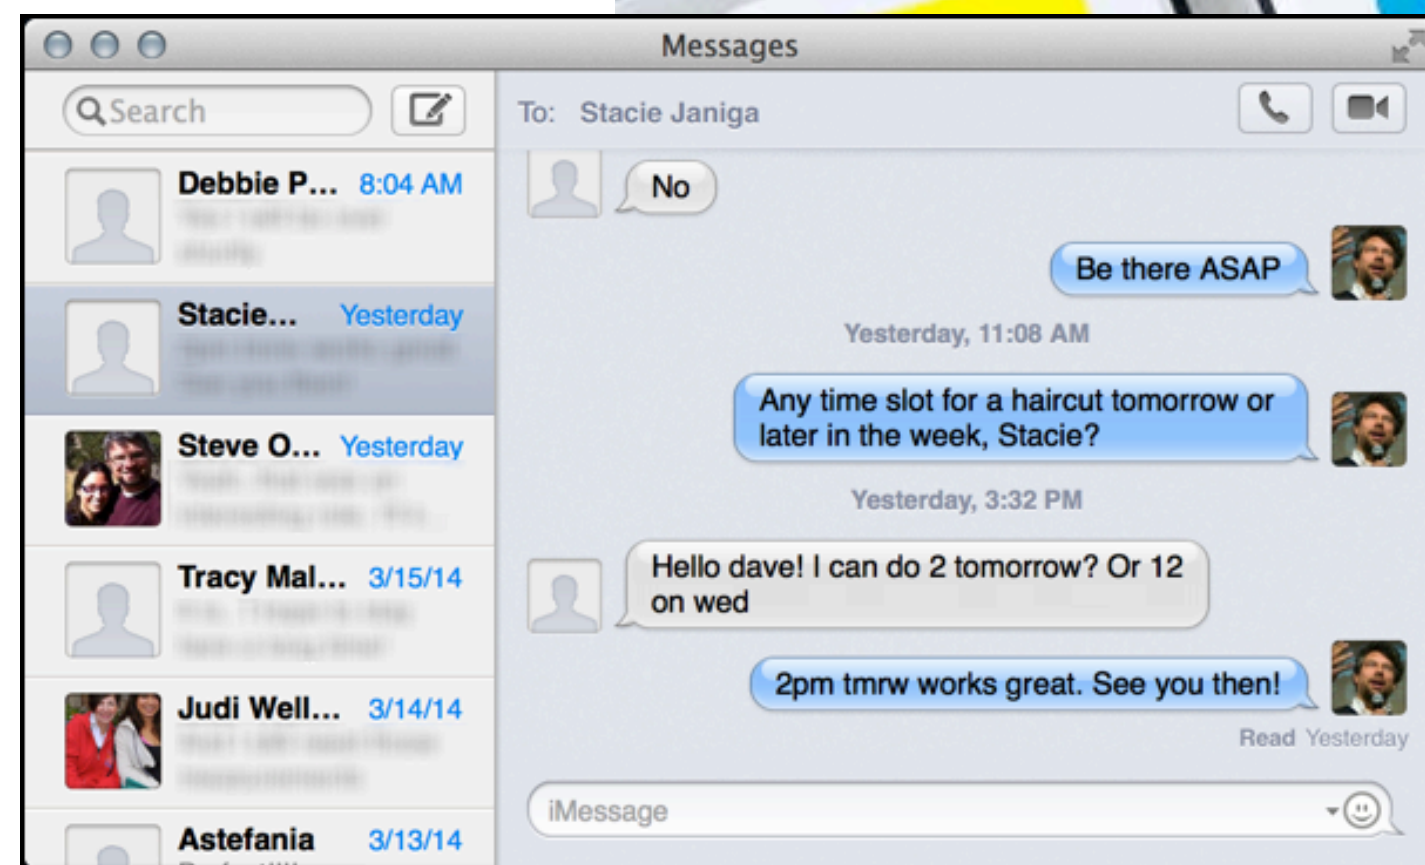 Messages
Search
To: Stacie Janiga
Debbie P... 8:04 AM
Stacie... Yesterday
Steve O... Yesterday
Tracy Mal... 3/15/14
Judi Well... 3/14/14
Astefania 3/13/14
No
Be there ASAP
Yesterday, 11:08 AM
Any time slot for a haircut tomorrow or
later in the week, Stacie?
Yesterday, 3:32 PM
Hello dave! I can do 2 tomorrow? Or 12
on wed
2pm tmrw works great. See you then!
Read Yesterday
iMessage